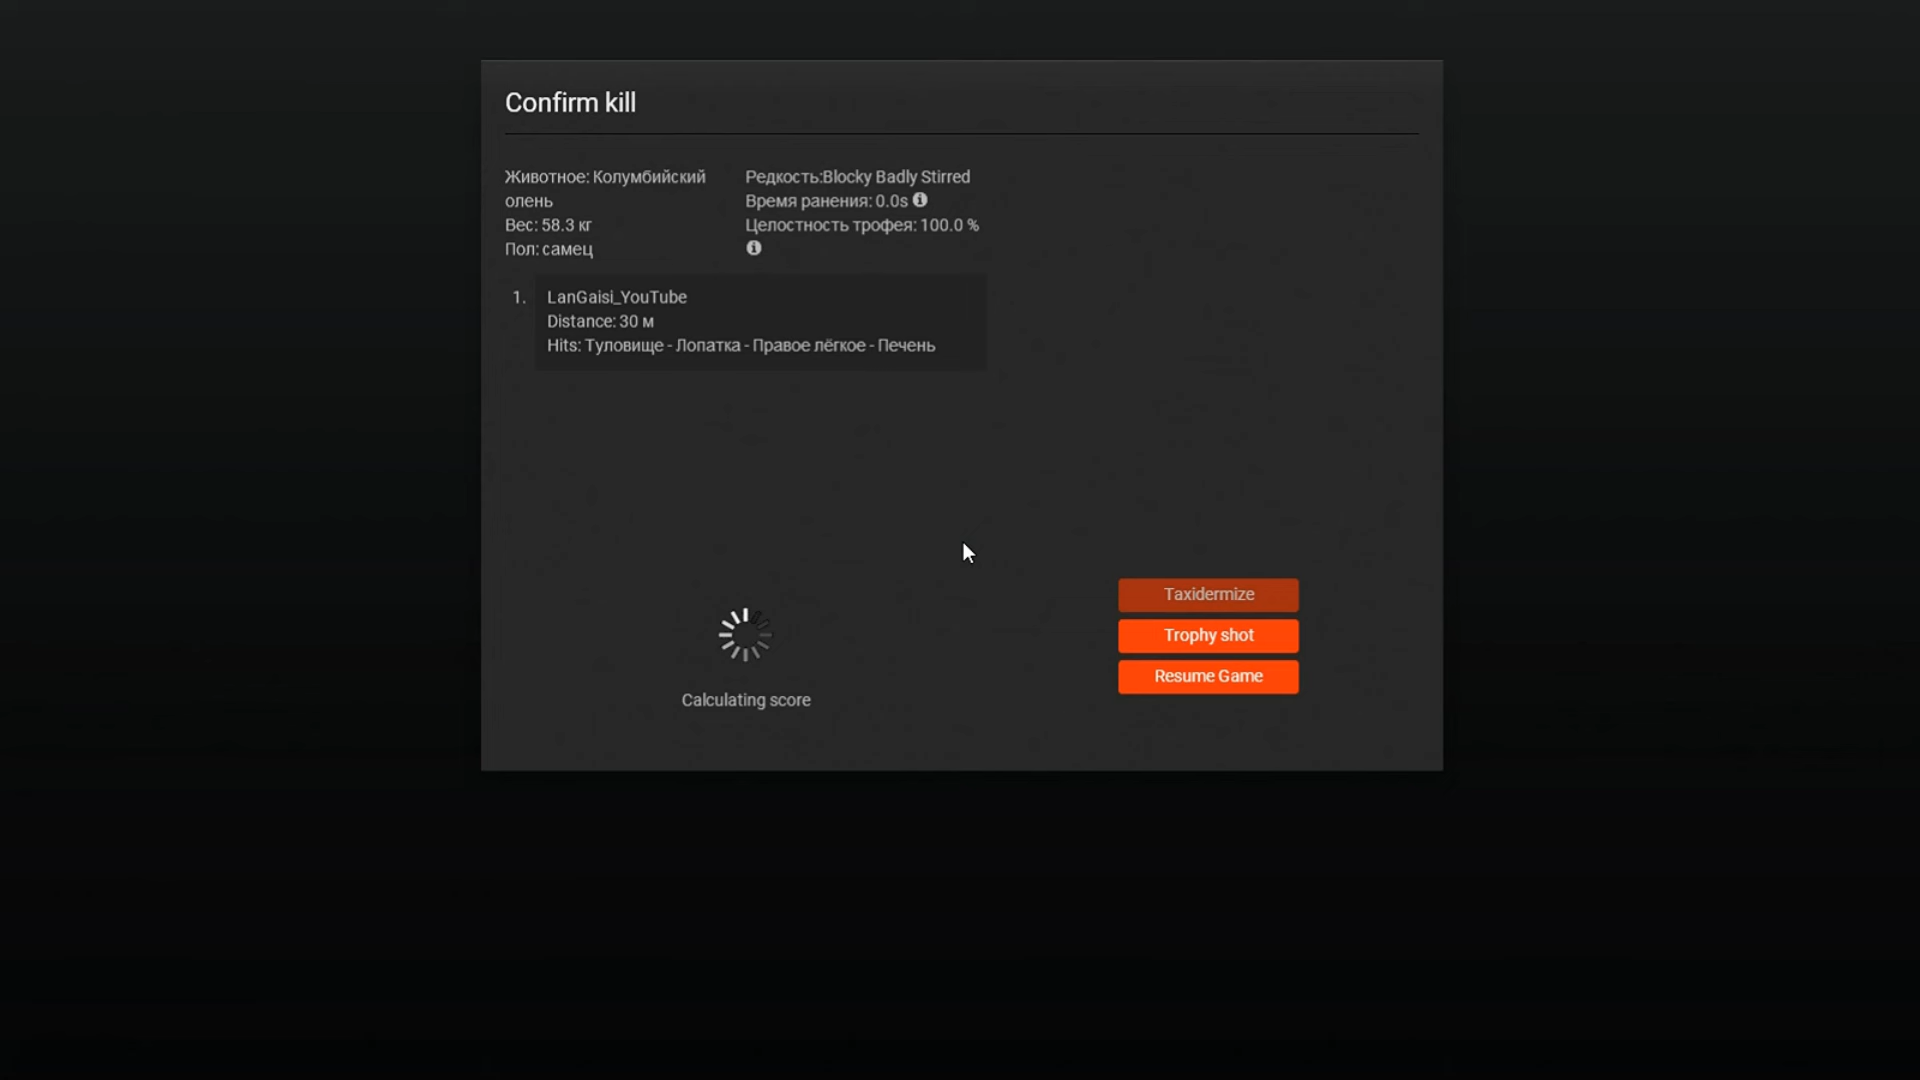 Confirm kill
Животное: Колумбийский
олень
Вес: 58.3 кг
Пол: самец
Редкость:Blocky Badly Stirred
Время ранения: 0.0s
Целостность трофея: 100.0 %
1.
LanGaisi_YouTube
Distance: 30 м
Hits: Туловище - Лопатка - Правое лёгкое - Печень
Taxidermize
Trophy shot
Resume Game
Calculating score